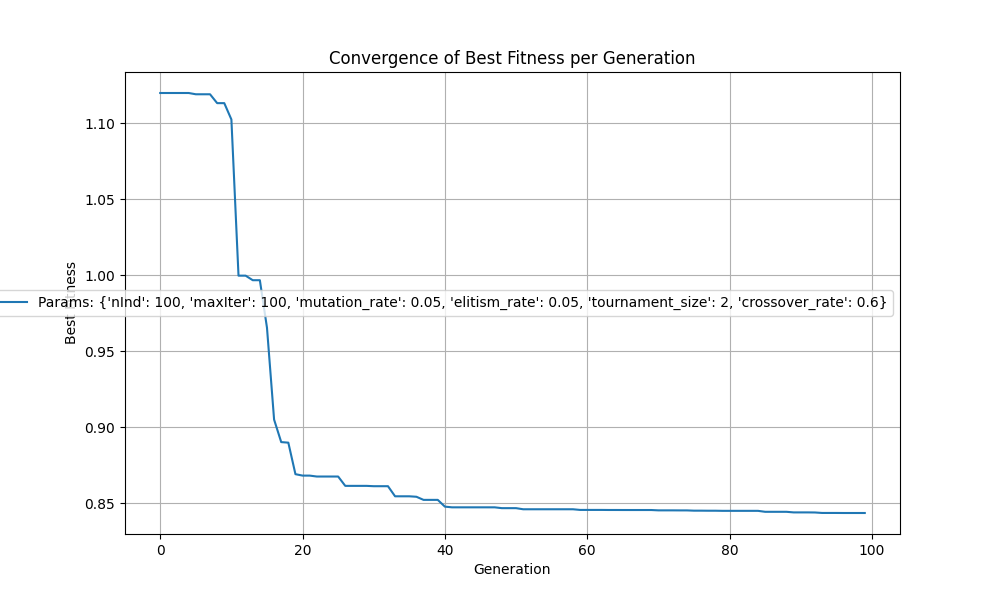 Convergence of Best Fitness per Generation
1.10
1.05
1.00
0.95
0.90
0.85
Best
Params: {'nInd': 100, 'maxIter': 100, 'mutation_rate': 0.05, 'elitism_rate': 0.05, 'tournament_size': 2, 'crossover_rate': 0.6}
0 20 40 60 80 100
Generation